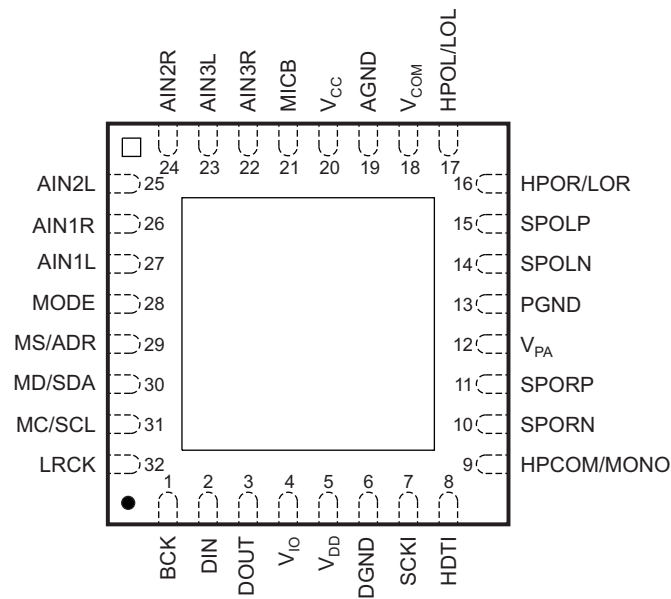 AIN2R
AIN3L
AIN3R
MICB
VCC
AGND
VCOM
HPOL/LOL
24 23 22 21 20 19 18 17
AIN2L 25
AIN1R 26
AIN1L 27
MODE 28
MS/ADR 29
MD/SDA 30
MC/SCL 31
LRCK 32
16 HPOR/LOR
15 SPOLP
14 SPOLN
13 PGND
12 VPA
11 SPORP
10 SPORN
9 HPCOM/MONO
1 2 3 4 5 6 7 8
BCK
DIN
DOUT
VIO
VDD
DGND
SCKI
HDTI